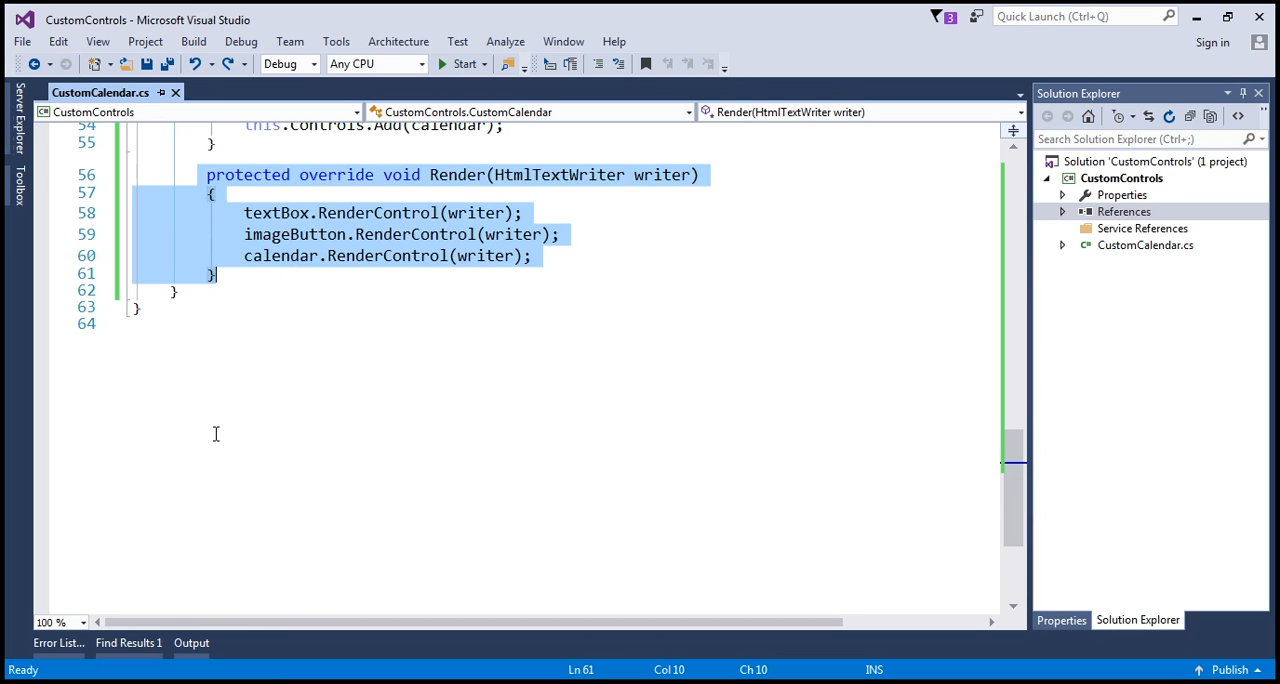 CustomControls - Microsoft Visual Studio
3
Quick Launch (Ctrl+Q)
File Edit View Project Build Debug Team Tools Test Architecture Analyze Window Help
Sign in
Debug Any CPU Start
Server Explorer
Toolbox
CustomCalendar.cs
CustomControls CustomControls.CustomCalendar Render(HtmlTextWriter writer)
54 this.Controls.Add(calendar);
55 }
56 protected override void Render(HtmlTextWriter writer)
57 {
58 textBox.RenderControl(writer);
59 imageButton.RenderControl(writer);
60 calendar.RenderControl(writer);
61 }
62 }
63 }
64
100 %
Solution Explorer
Search Solution Explorer (Ctrl+;)
Solution 'CustomControls' (1 project)
CustomControls
Properties
References
Service References
CustomCalendar.cs
Properties Solution Explorer
Error List... Find Results 1 Output
Ready Ln 61 Col 10 Ch 10 INS Publish